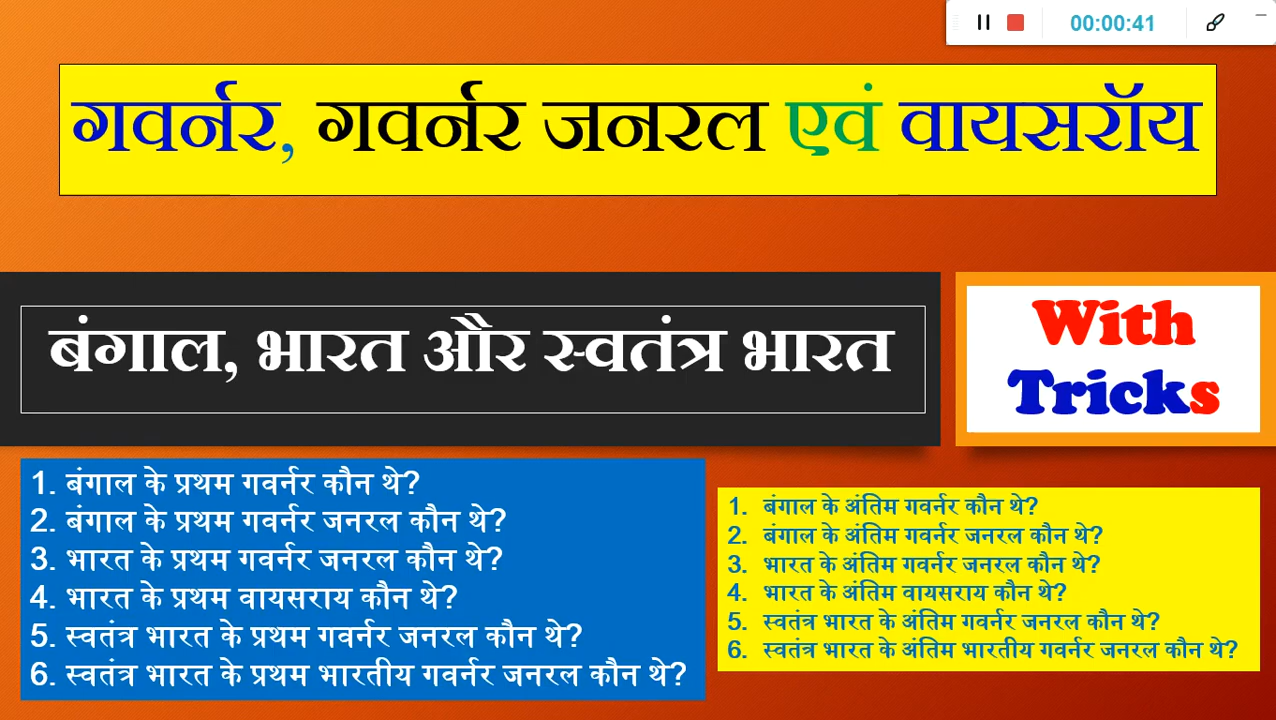 00:00:41
गवर्नर, गवर्नर जनरल एवं वायसरॉय
बंगाल, भारत और स्वतंत्र भारत
With
Tricks
1. बंगाल के प्रथम गवर्नर कौन थे?
2. बंगाल के प्रथम गवर्नर जनरल कौन थे?
3. भारत के प्रथम गवर्नर जनरल कौन थे?
4. भारत के प्रथम वायसराय कौन थे?
5. स्वतंत्र भारत के प्रथम गवर्नर जनरल कौन थे?
6. स्वतंत्र भारत के प्रथम भारतीय गवर्नर जनरल कौन थे?
1. बंगाल के अंतिम गवर्नर कौन थे?
2. बंगाल के अंतिम गवर्नर जनरल कौन थे?
3. भारत के अंतिम गवर्नर जनरल कौन थे?
4. भारत के अंतिम वायसराय कौन थे?
5. स्वतंत्र भारत के अंतिम गवर्नर जनरल कौन थे?
6. स्वतंत्र भारत के अंतिम भारतीय गवर्नर जनरल कौन थे?